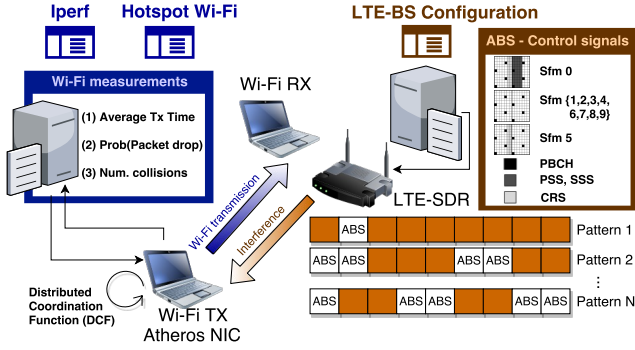 Iperf
Hotspot Wi-Fi
LTE-BS Configuration
Wi-Fi measurements
(1) Average Tx Time
(2) Prob(Packet drop)
(3) Num. collisions
Wi-Fi RX
ABS - Control signals
Sfm 0
Sfm {1,2,3,4,
6,7,8,9}
Sfm 5
PBCH
PSS, SSS
CRS
LTE-SDR
Wi-Fi transmission
Interference
ABS
Pattern 1
ABS ABS ABS ABS
Pattern 2
⋮
ABS ABS ABS ABS ABS
Pattern N
Distributed
Coordination
Function (DCF)
Wi-Fi TX
Atheros NIC